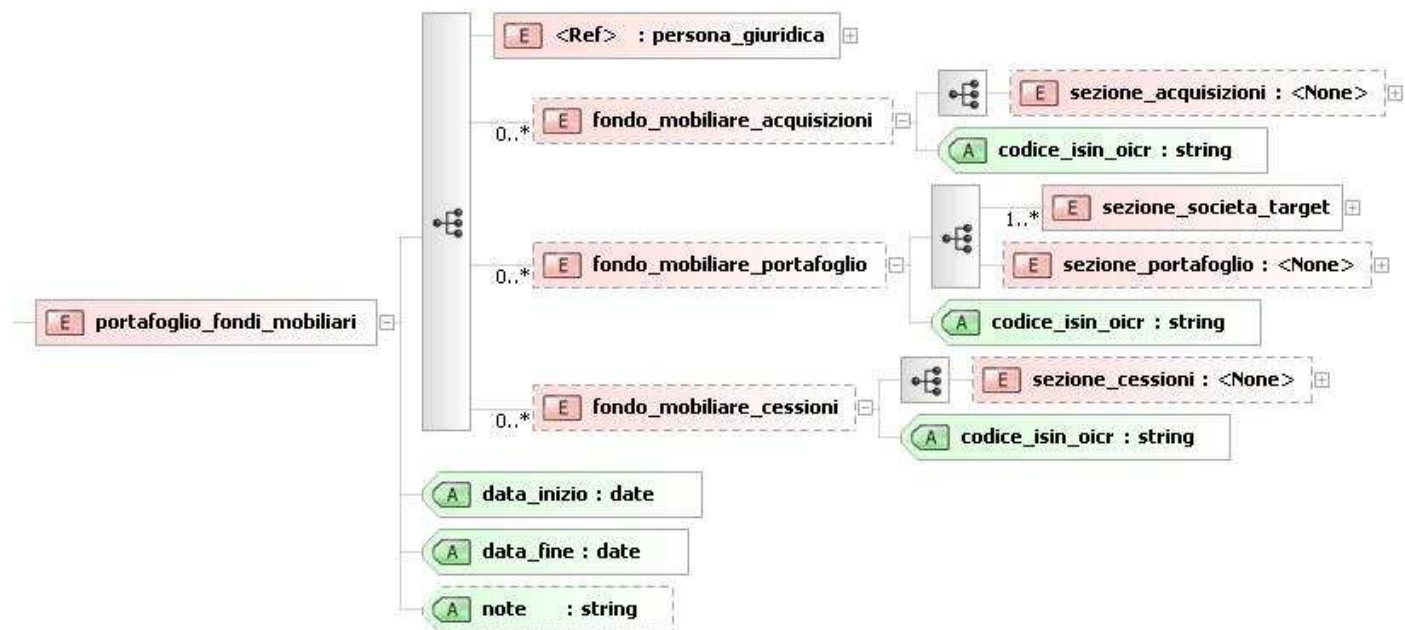 E <Ref> : persona_giuridica
E sezione_acquisizioni : <None>
0..* E fondo_mobiliare_acquisizioni
A codice_isin_oicr : string
1..* E sezione_societa_target
0..* E fondo_mobiliare_portafoglio
E sezione_portafoglio : <None>
E portafoglio_fondi_mobiliari
A codice_isin_oicr : string
E sezione_cessioni : <None>
0..* E fondo_mobiliare_cessioni
A codice_isin_oicr : string
A data_inizio : date
A data_fine : date
A note : string